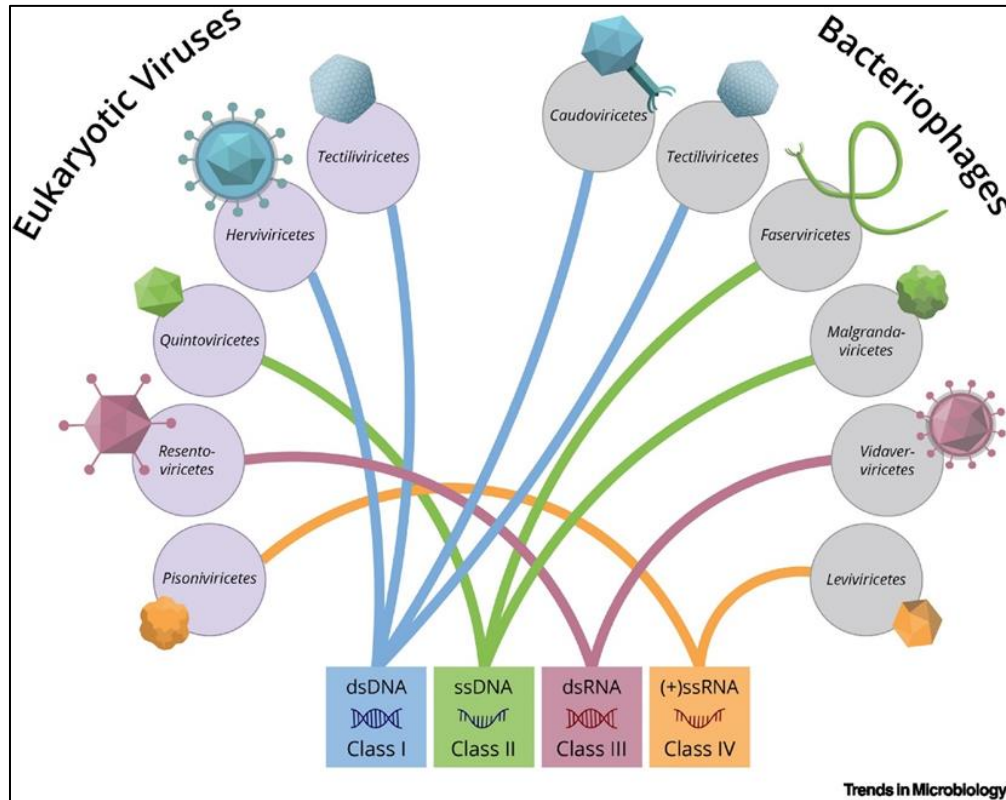 Eukaryotic Viruses
Bacteriophages
Tectiliviricetes
Caudoviricetes
Tectiliviricetes
Herviviricetes
Faserviricetes
Quintoviricetes
Malgranda-
viricetes
Resento-
viricetes
Vidaver-
viricetes
Pisoniviricetes
Leviviricetes
dsDNA
Class I
ssDNA
Class II
dsRNA
Class III
(+)ssRNA
Class IV
Trends in Microbiology